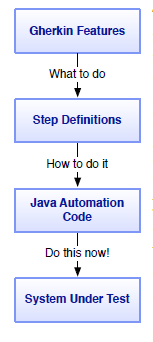 Gherkin Features
What to do
Step Definitions
How to do it
Java Automation
Code
Do this now!
System Under Test